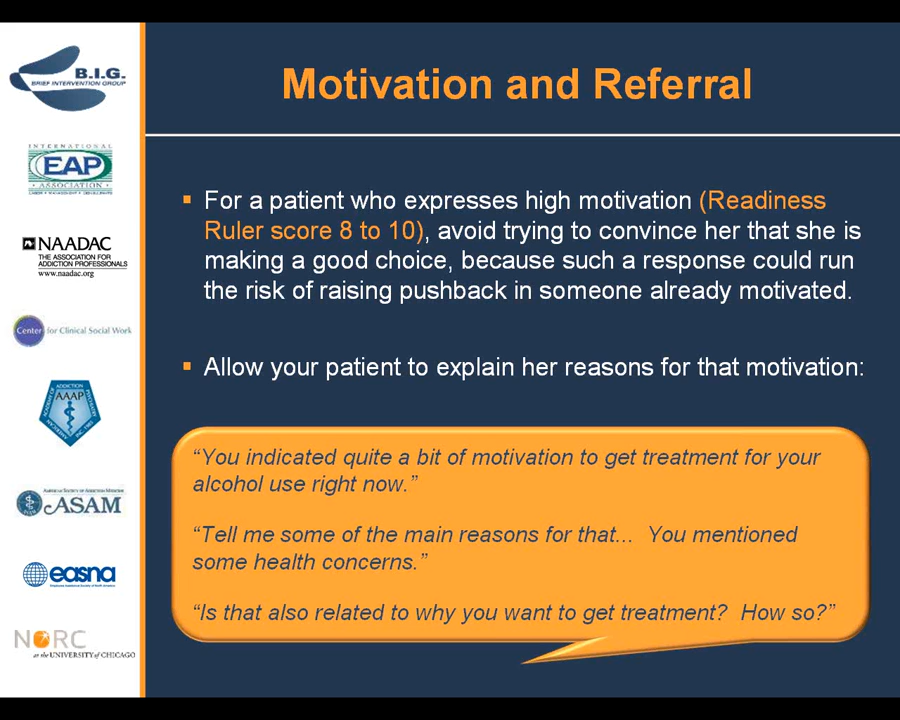 B.I.G.
BRIEF INTERVENTION GROUP
INTERNATIONAL
EAP
ASSOCIATION
NAADAC
THE ASSOCIATION FOR
ADDICTION PROFESSIONALS
www.naadac.org
Center for Clinical Social Work
AAAP
AMERICAN SOCIETY OF ADDICTION MEDICINE
ASAM
easna
NORC
at the UNIVERSITY of CHICAGO
Motivation and Referral
▪ For a patient who expresses high motivation (Readiness
Ruler score 8 to 10), avoid trying to convince her that she is
making a good choice, because such a response could run
the risk of raising pushback in someone already motivated.
▪ Allow your patient to explain her reasons for that motivation:
“You indicated quite a bit of motivation to get treatment for your
alcohol use right now.”
“Tell me some of the main reasons for that... You mentioned
some health concerns.”
“Is that also related to why you want to get treatment? How so?”